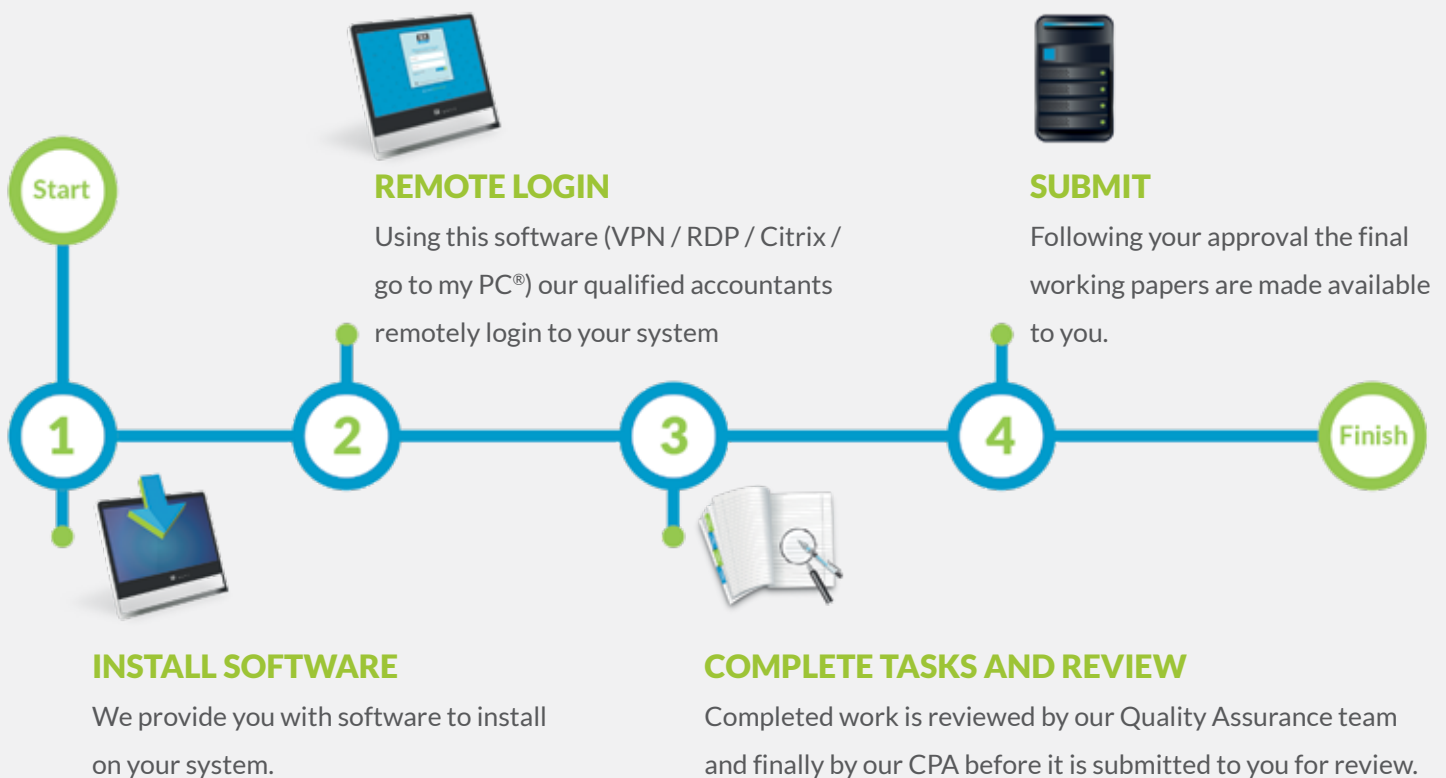 Start
1
INSTALL SOFTWARE
We provide you with software to install
on your system.
2
REMOTE LOGIN
Using this software (VPN / RDP / Citrix /
go to my PC®) our qualified accountants
remotely login to your system
3
COMPLETE TASKS AND REVIEW
Completed work is reviewed by our Quality Assurance team
and finally by our CPA before it is submitted to you for review.
4
SUBMIT
Following your approval the final
working papers are made available
to you.
Finish